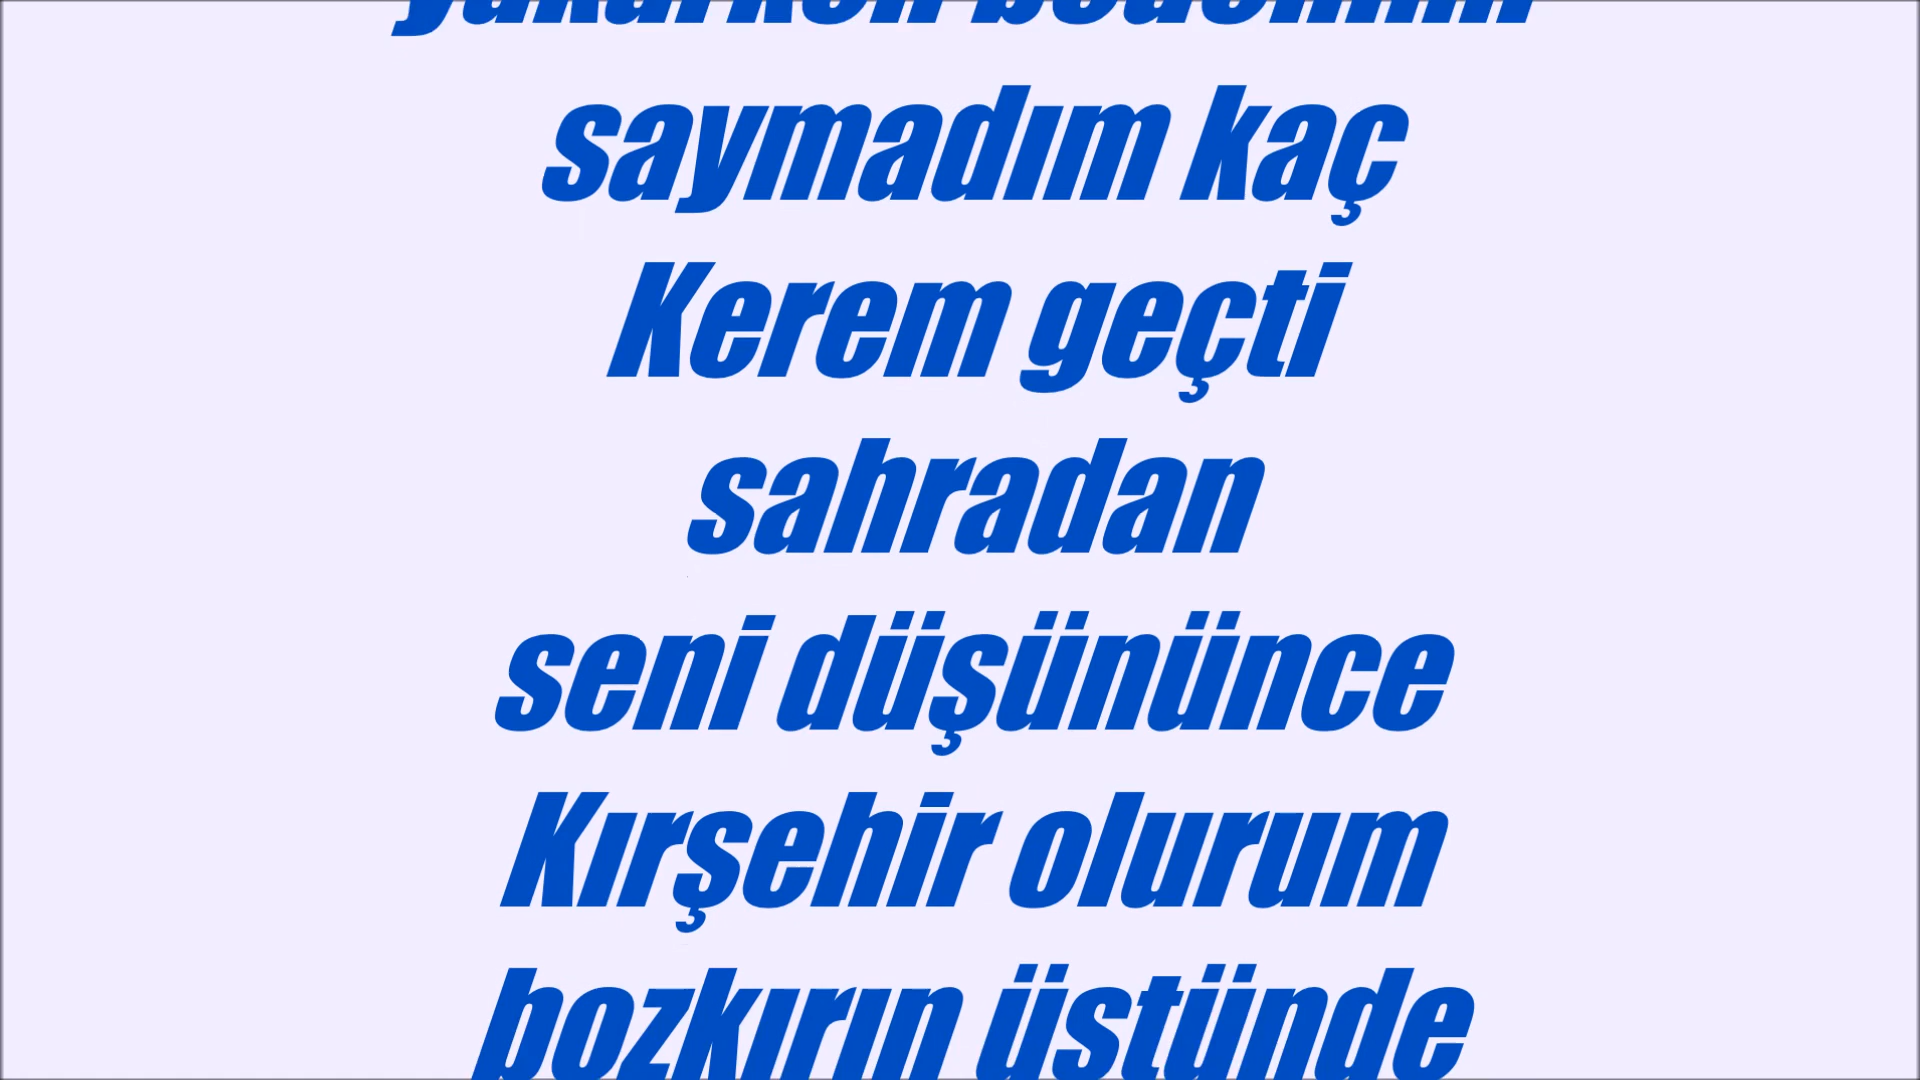 saymadım kaç
Kerem geçti
sahradan
seni düşününce
Kırşehir olurum
bozkırın üstünde